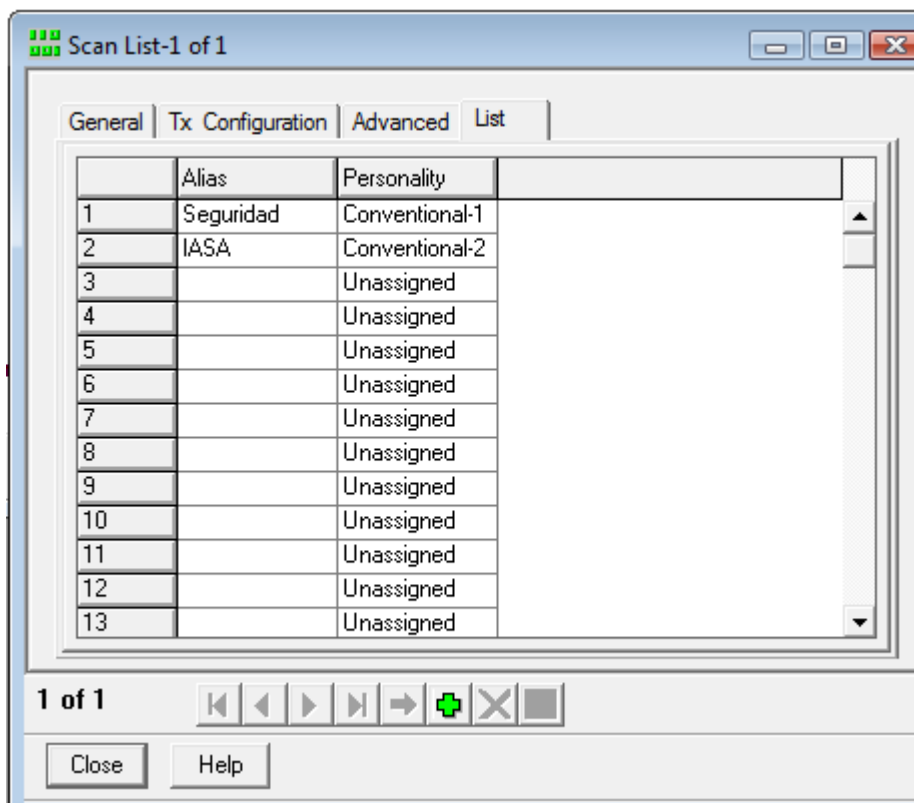 Scan List-1 of 1
General Tx Configuration Advanced List
Alias Personality
1 Seguridad Conventional-1
2 IASA Conventional-2
3 Unassigned
4 Unassigned
5 Unassigned
6 Unassigned
7 Unassigned
8 Unassigned
9 Unassigned
10 Unassigned
11 Unassigned
12 Unassigned
13 Unassigned
1 of 1
Close Help